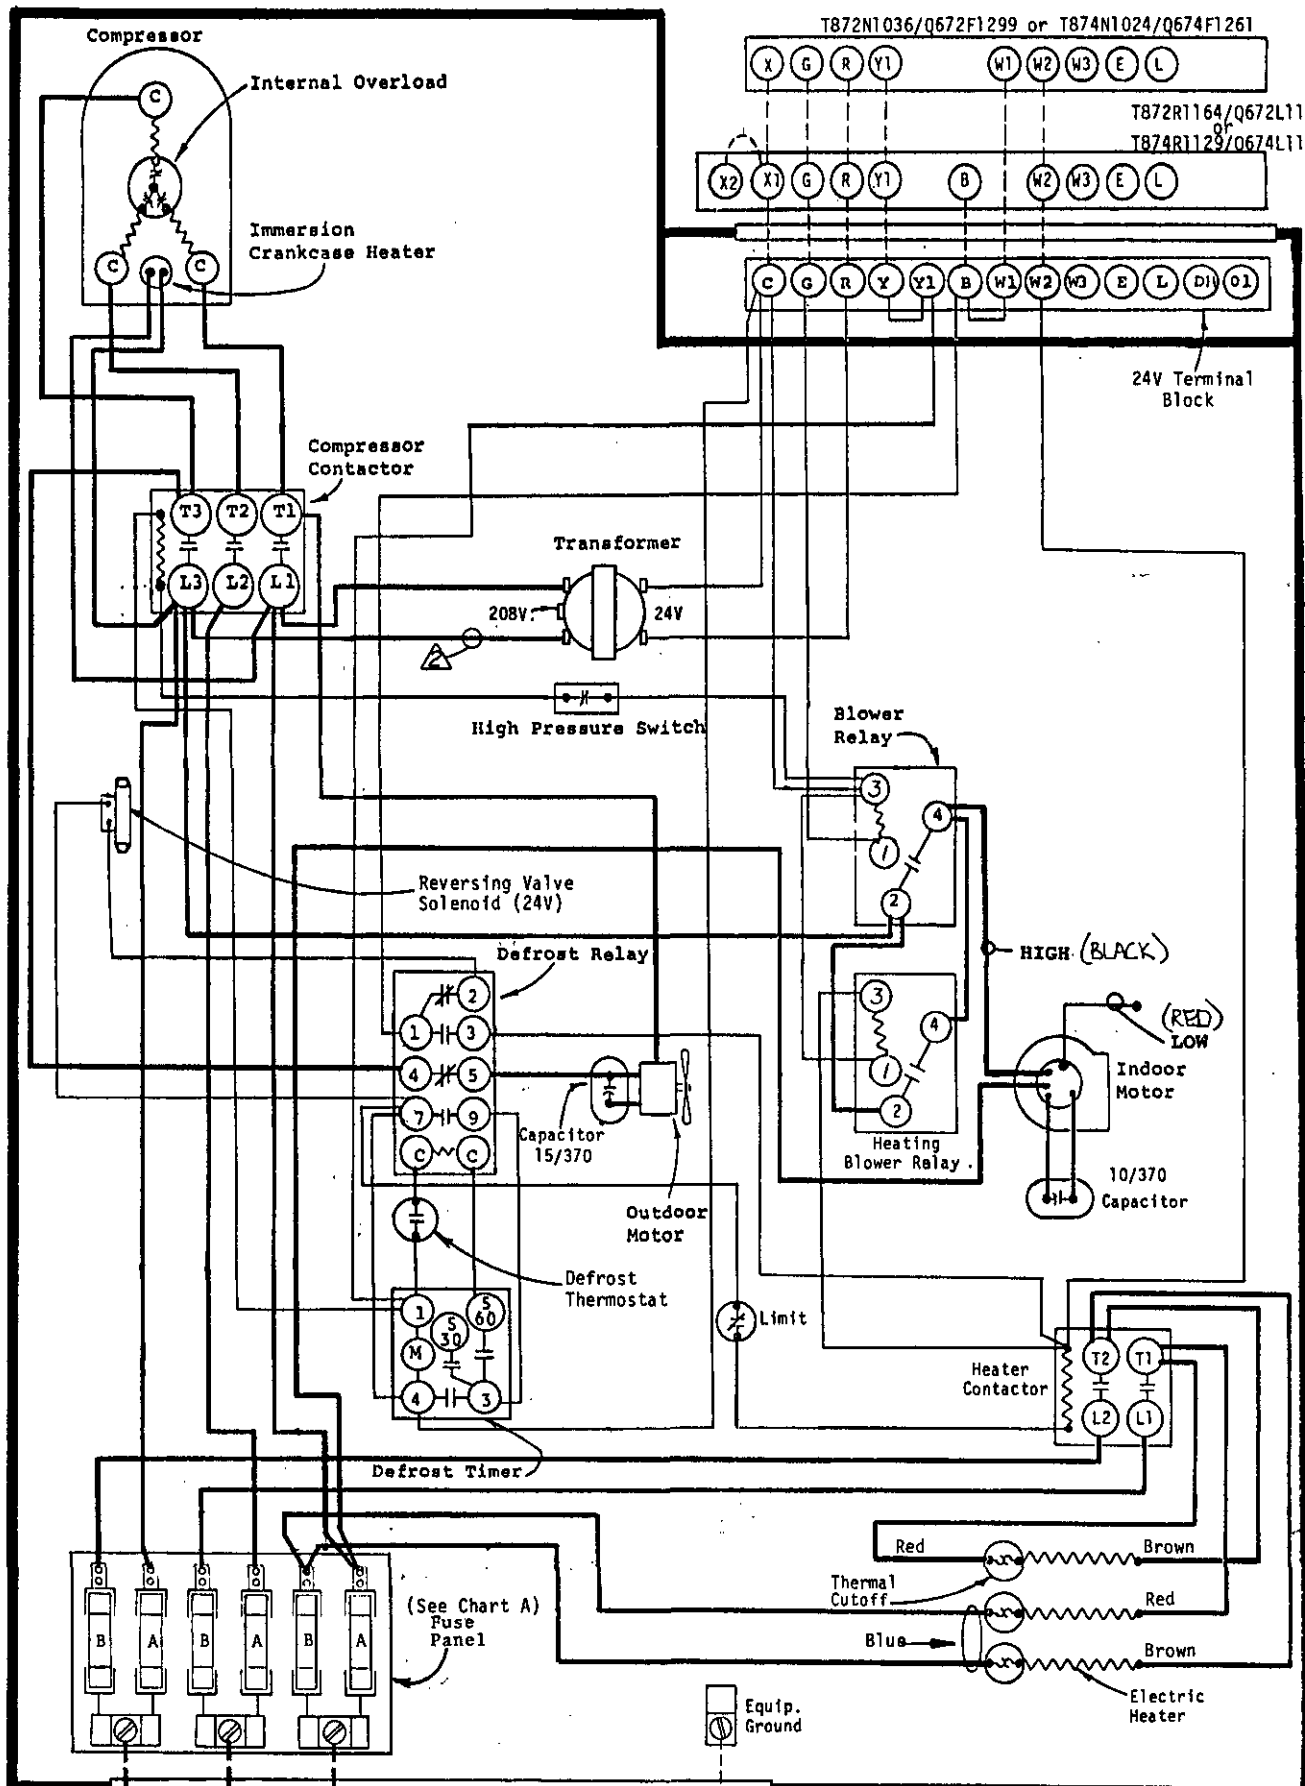 T872N1036/Q672F1299 or T874N1024/Q674F1261
Compressor
X G R Y1 W1 W2 W3 E L
Internal Overload
C
T872R1164/Q672L11
or
T874R1129/Q674L11
X2 X1 G R Y1 B W2 W3 E L
Immersion
Crankcase Heater
C C
C G R Y Y1 B W1 W2 W3 E L D1 O1
24V Terminal
Block
Compressor
Contactor
T3 T2 T1
Transformer
L3 L2 L1
208V.
24V
2
High Pressure Switch
Blower
Relay
3
4
1
2
Reversing Valve
Solenoid (24V)
Defrost Relay
HIGH (BLACK)
2
1 3
4 5
7 9
C C
3
4
1
2
(RED)
LOW
Indoor
Motor
Capacitor
15/370
Heating
Blower Relay.
10/370
Capacitor
Outdoor
Motor
Defrost
Thermostat
1
S
30
S
60
M
4 3
Limit
Heater
Contactor
T2 T1
L2 L1
Defrost Timer
Red
Brown
Thermal
Cutoff
Red
Blue
Brown
Electric
Heater
(See Chart A)
Fuse
Panel
B A B A B A
Equip.
Ground